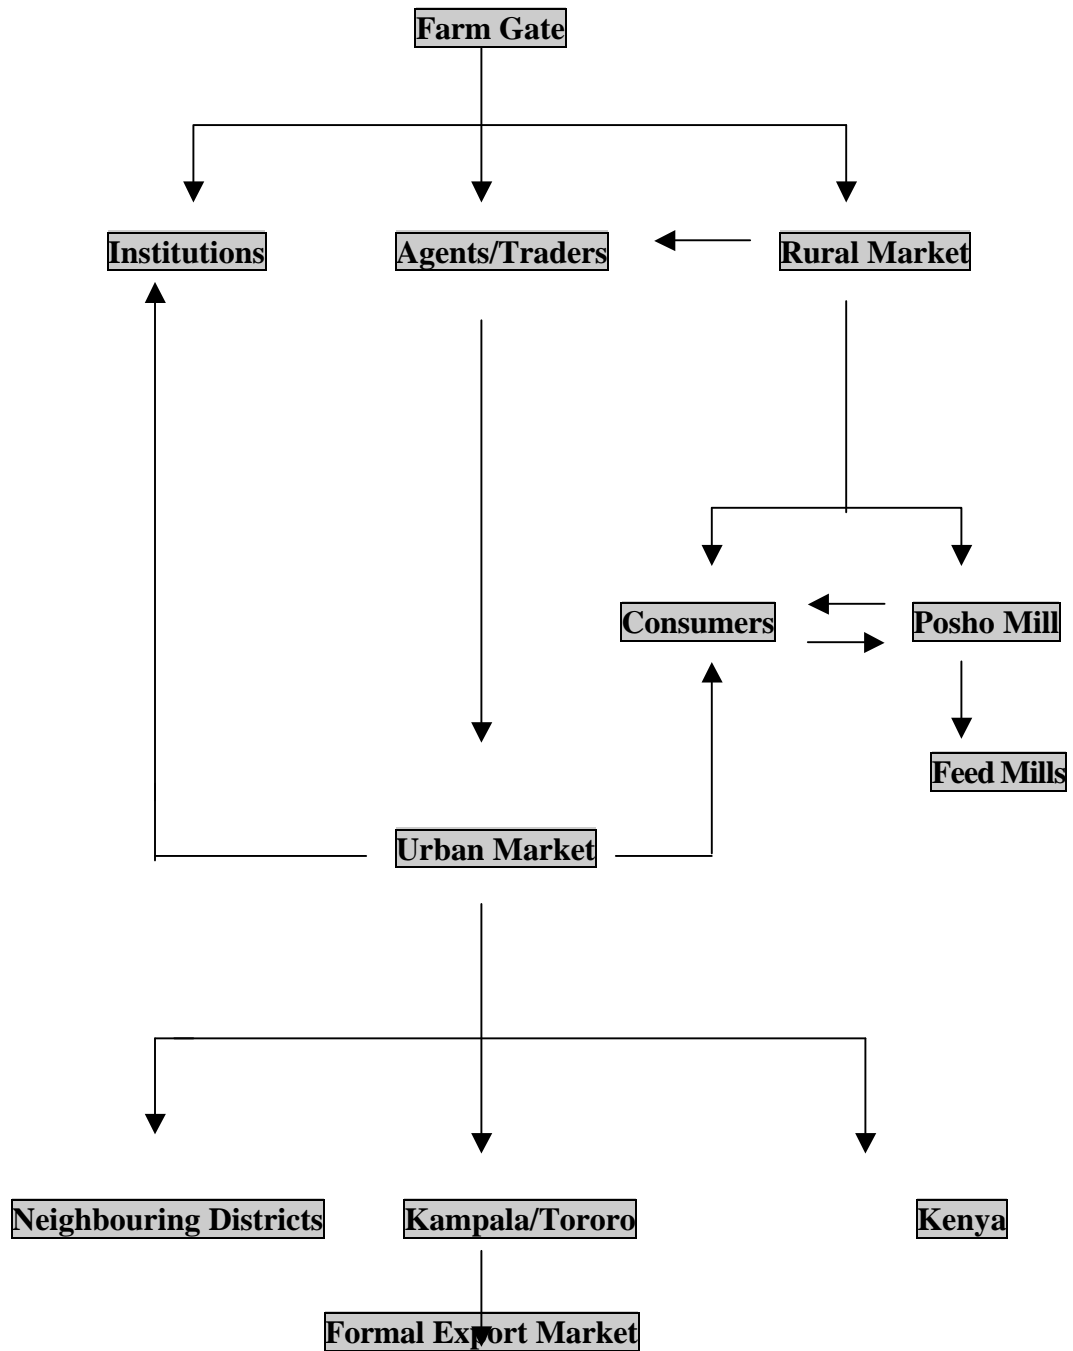 Farm Gate
Institutions
Agents/Traders
Rural Market
Consumers
Posho Mill
Feed Mills
Urban Market
Neighbouring Districts
Kampala/Tororo
Kenya
Formal Export Market